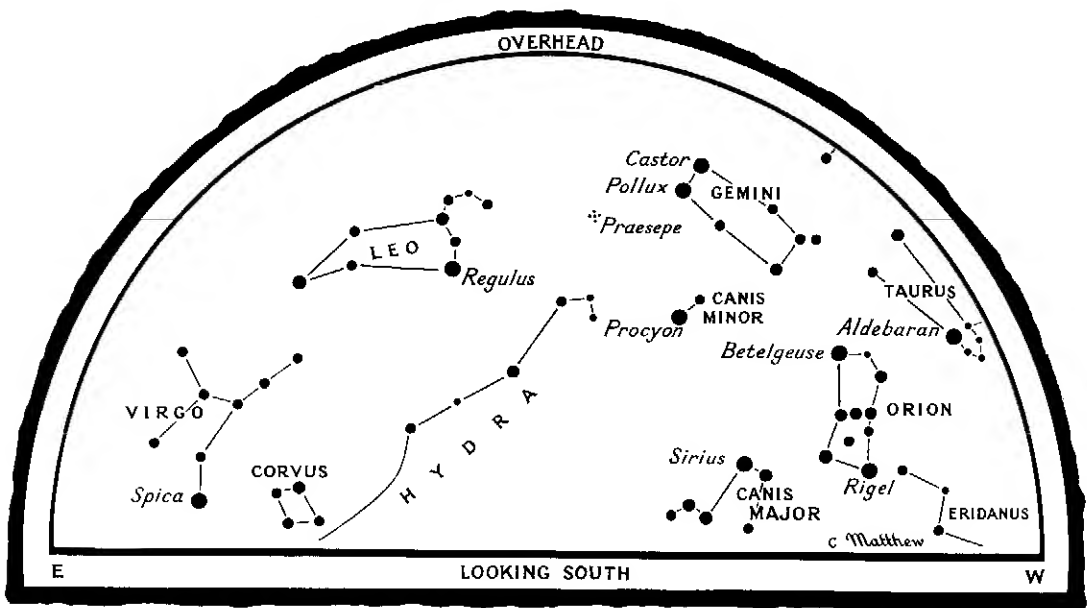 OVERHEAD
Castor
Pollux
GEMINI
Praesepe
LEO
Regulus
TAURUS
CANIS
MINOR
Procyon
Aldebaran
Betelgeuse
VIRGO
HYDRA
ORION
CORVUS
Sirius
Spica
CANIS
MAJOR
Rigel
ERIDANUS
C Matthew
E
LOOKING SOUTH
W